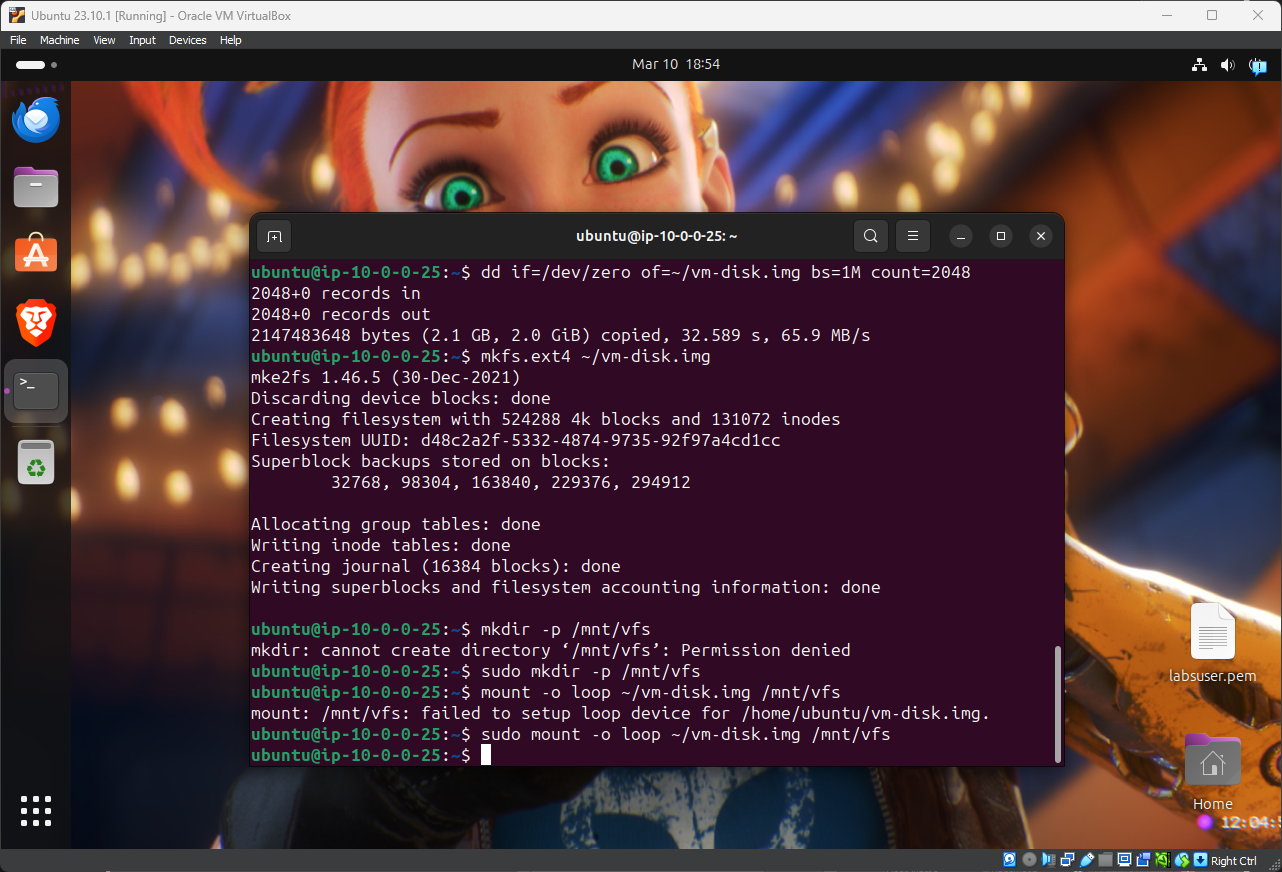 Ubuntu 23.10.1 [Running] - Oracle VM VirtualBox
File Machine View Input Devices Help
Mar 10 18:54
ubuntu@ip-10-0-0-25: ~
ubuntu@ip-10-0-0-25:~$ dd if=/dev/zero of=~/vm-disk.img bs=1M count=2048
2048+0 records in
2048+0 records out
2147483648 bytes (2.1 GB, 2.0 GiB) copied, 32.589 s, 65.9 MB/s
ubuntu@ip-10-0-0-25:~$ mkfs.ext4 ~/vm-disk.img
mke2fs 1.46.5 (30-Dec-2021)
Discarding device blocks: done
Creating filesystem with 524288 4k blocks and 131072 inodes
Filesystem UUID: d48c2a2f-5332-4874-9735-92f97a4cd1cc
Superblock backups stored on blocks:
32768, 98304, 163840, 229376, 294912
Allocating group tables: done
Writing inode tables: done
Creating journal (16384 blocks): done
Writing superblocks and filesystem accounting information: done
ubuntu@ip-10-0-0-25:~$ mkdir -p /mnt/vfs
mkdir: cannot create directory ‘/mnt/vfs’: Permission denied
ubuntu@ip-10-0-0-25:~$ sudo mkdir -p /mnt/vfs
ubuntu@ip-10-0-0-25:~$ mount -o loop ~/vm-disk.img /mnt/vfs
mount: /mnt/vfs: failed to setup loop device for /home/ubuntu/vm-disk.img.
ubuntu@ip-10-0-0-25:~$ sudo mount -o loop ~/vm-disk.img /mnt/vfs
ubuntu@ip-10-0-0-25:~$
>_
labsuser.pem
Home
Right Ctrl